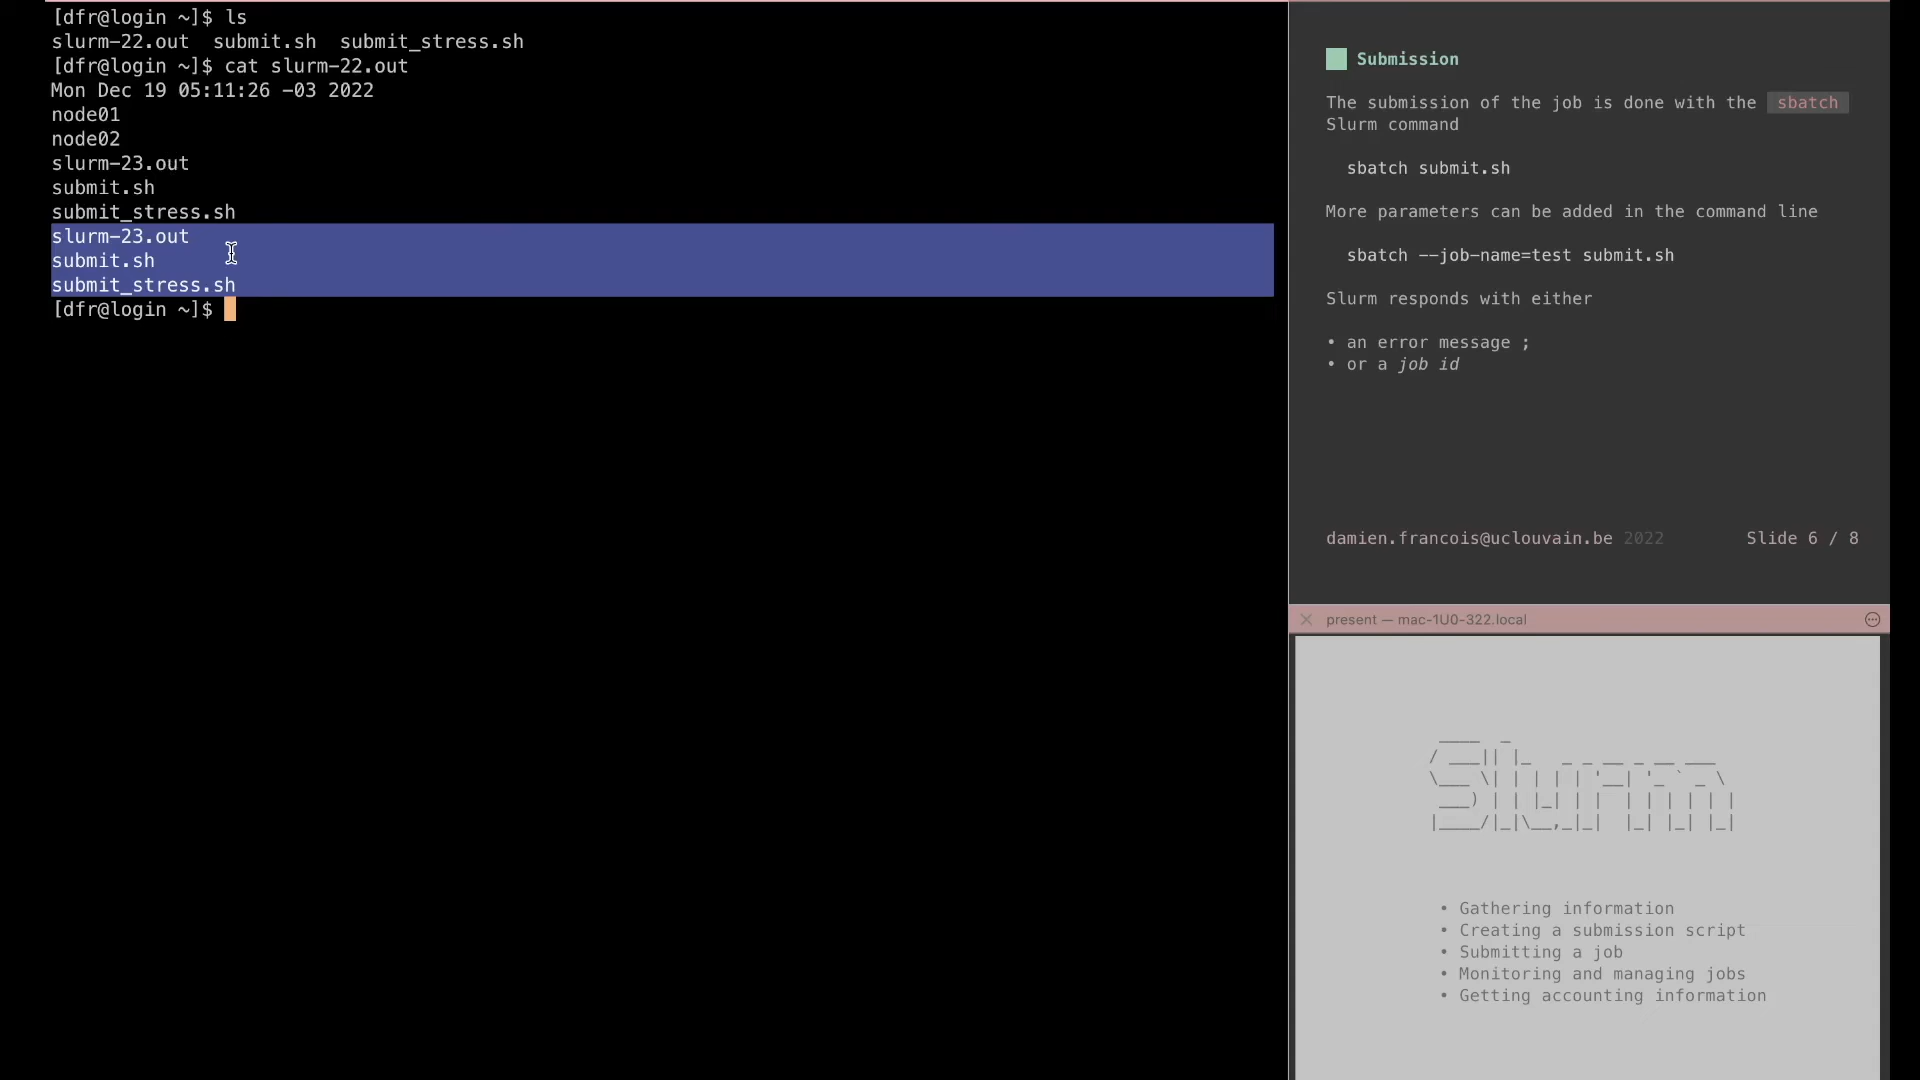 [dfr@login ~]$ ls
slurm-22.out  submit.sh  submit_stress.sh
[dfr@login ~]$ cat slurm-22.out
Mon Dec 19 05:11:26 -03 2022
node01
node02
slurm-23.out
submit.sh
submit_stress.sh
slurm-23.out
submit.sh
submit_stress.sh
[dfr@login ~]$
Submission
The submission of the job is done with the sbatch
Slurm command
sbatch submit.sh
More parameters can be added in the command line
sbatch --job-name=test submit.sh
Slurm responds with either
• an error message ;
• or a job id
damien.francois@uclouvain.be 2022 Slide 6 / 8
present — mac-1U0-322.local
Slurm
• Gathering information
• Creating a submission script
• Submitting a job
• Monitoring and managing jobs
• Getting accounting information